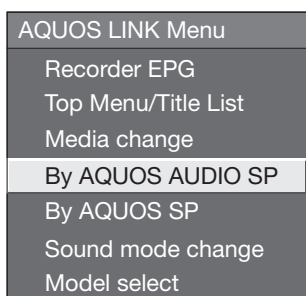 AQUOS LINK Menu
Recorder EPG
Top Menu/Title List
Media change
By AQUOS AUDIO SP
By AQUOS SP
Sound mode change
Model select